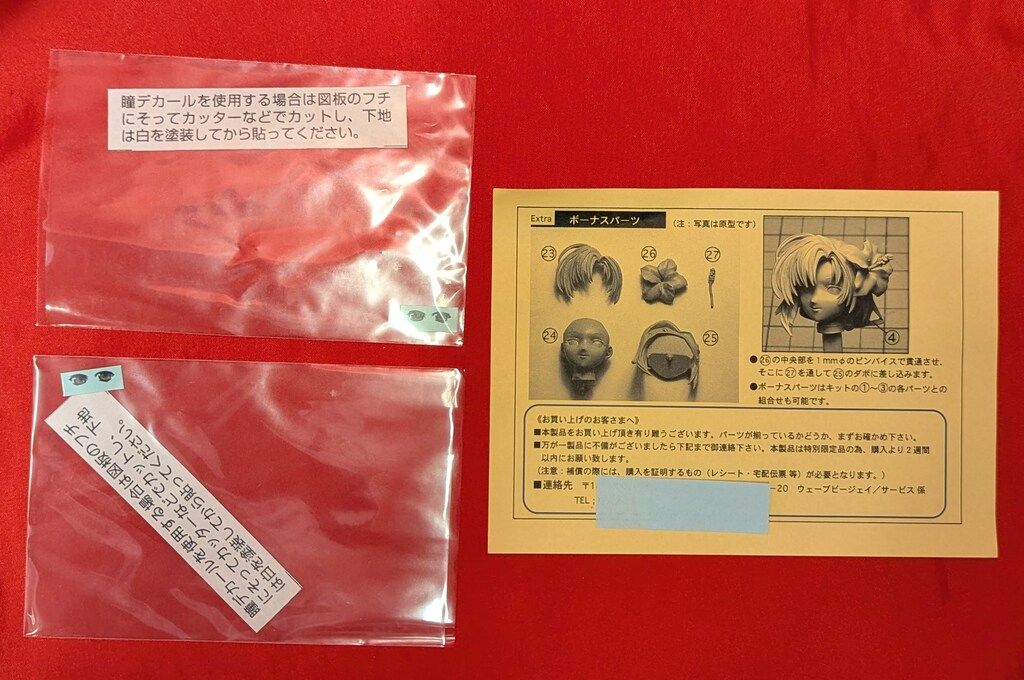 瞳デカールを使用する場合は図板のフチ
にそってカッターなどでカットし、下地
は白を塗装してから貼ってください。
瞳デカールを使用する場合は図板のフチ
にそってカッターなどでカットし、下地
は白を塗装してから貼ってください。
Extra ボーナスパーツ (注:写真は原型です)
㉓ ㉖ ㉗
㉔ ㉕
④
●㉖の中央部を1mmφのピンバイスで貫通させ、
そこに㉗を通して㉕のダボに差し込みます。
●ボーナスパーツはキットの①〜③の各パーツとの
組合せも可能です。
《お買い上げのお客さまへ》
■本製品をお買い上げ頂き有り難うございます。パーツが揃っているかどうか、まずお確かめ下さい。
■万が一製品に不備がございましたら下記まで御連絡下さい。本製品は特別限定品の為、購入より2週間
以内にお願い致します。
(注意:補償の際には、購入を証明するもの(レシート・宅配伝票 等)が必要となります。)
■連絡先 〒1 −20 ウェーブビージェイ/サービス係
TEL: